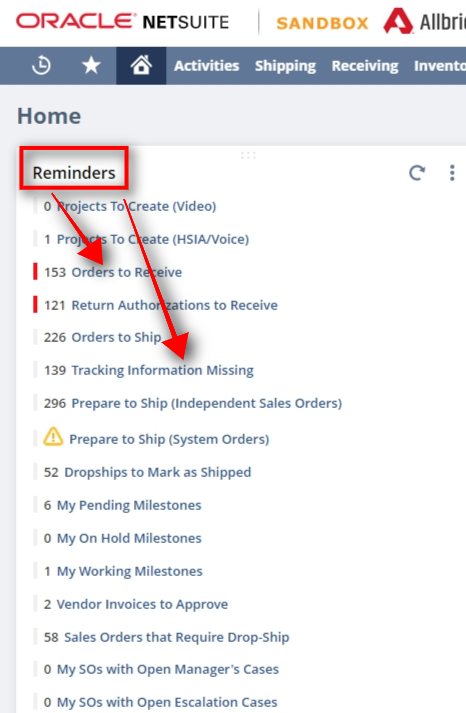 ORACLE NETSUITE SANDBOX
Activities Shipping Receiving
Home
Reminders
0 Projects To Create (Video)
1 Projects To Create (HSIA/Voice)
153 Orders to Receive
121 Return Authorizations to Receive
226 Orders to Ship
139 Tracking Information Missing
296 Prepare to Ship (Independent Sales Orders)
Prepare to Ship (System Orders)
52 Dropships to Mark as Shipped
6 My Pending Milestones
0 My On Hold Milestones
1 My Working Milestones
2 Vendor Invoices to Approve
58 Sales Orders that Require Drop-Ship
0 My SOs with Open Manager's Cases
0 My SOs with Open Escalation Cases